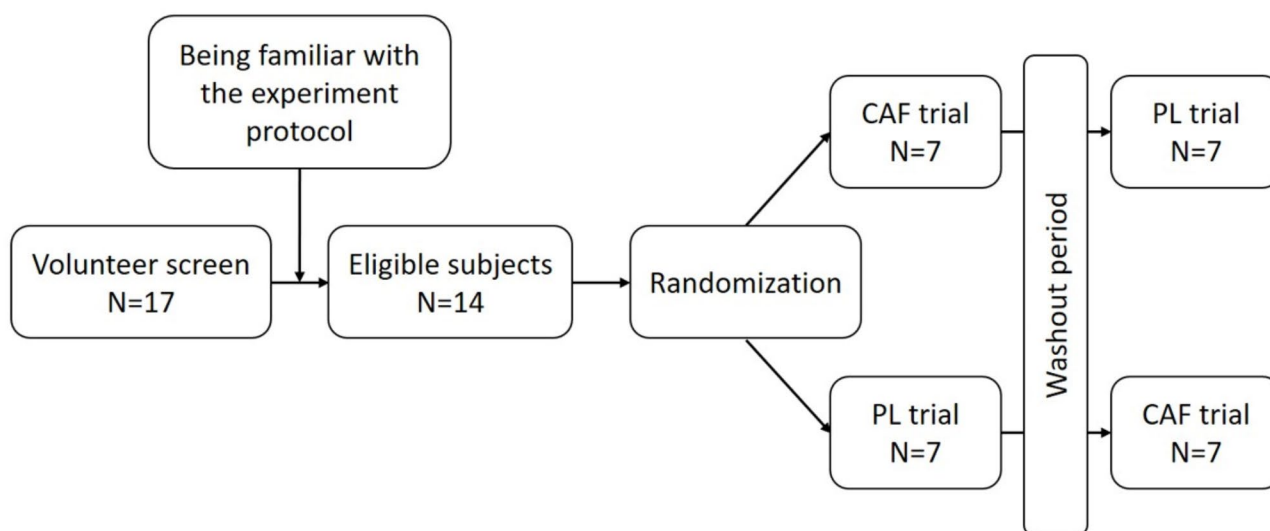 Being familiar with
the experiment
protocol
Volunteer screen
N=17
Eligible subjects
N=14
Randomization
CAF trial
N=7
PL trial
N=7
Washout period
PL trial
N=7
CAF trial
N=7